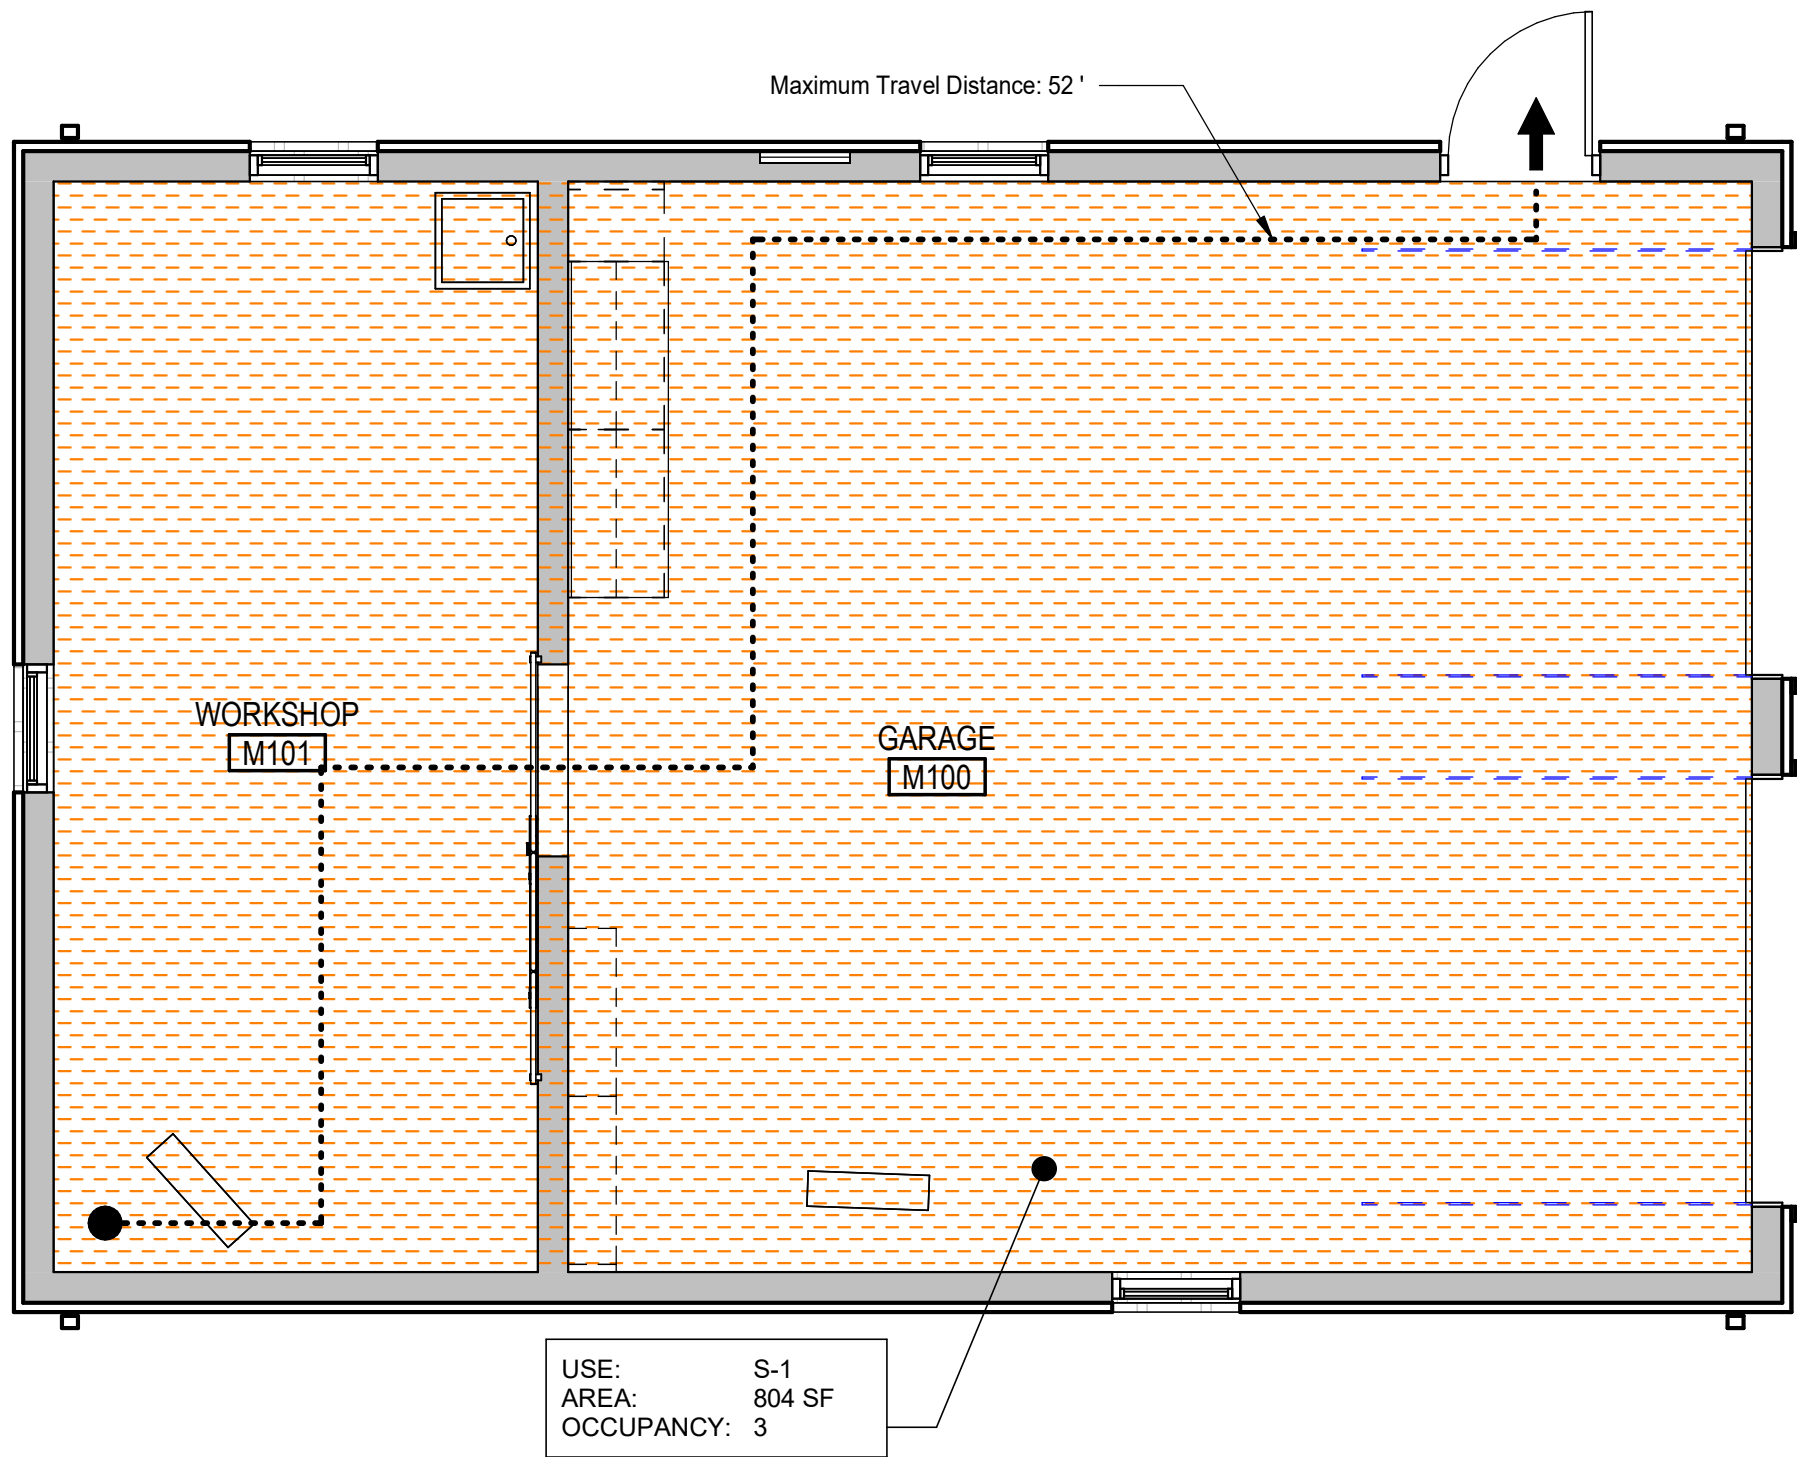 Maximum Travel Distance: 52 '
WORKSHOP
M101
GARAGE
M100
USE: S-1
AREA: 804 SF
OCCUPANCY: 3